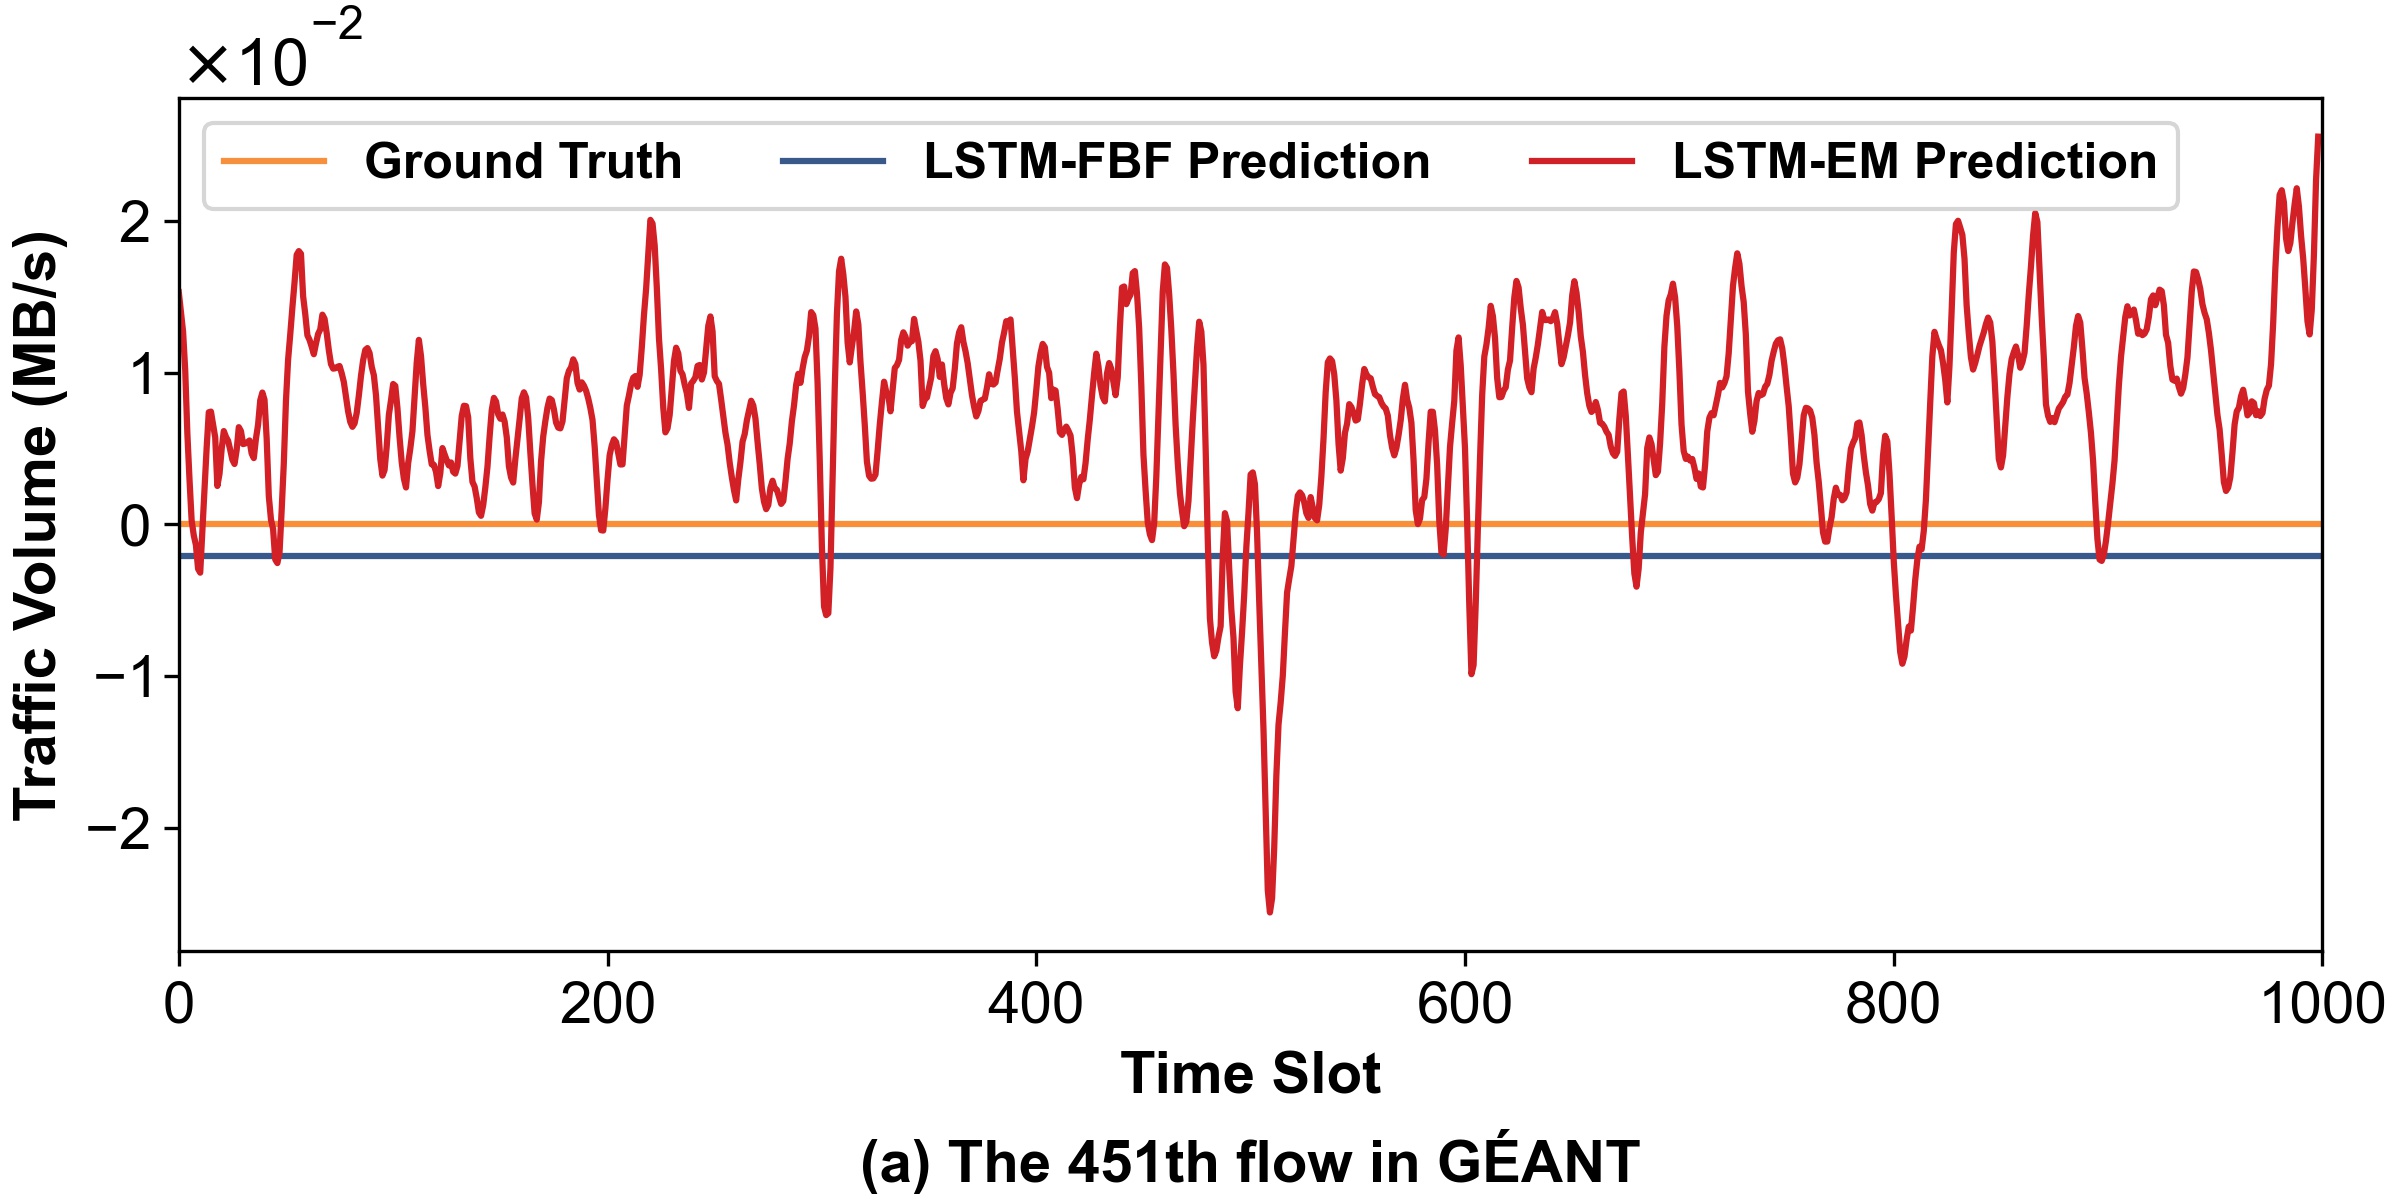 ×10⁻²
Ground Truth LSTM-FBF Prediction LSTM-EM Prediction
2
1
0
−1
−2
Traffic Volume (MB/s)
0 200 400 600 800 1000
Time Slot
(a) The 451th flow in GÉANT